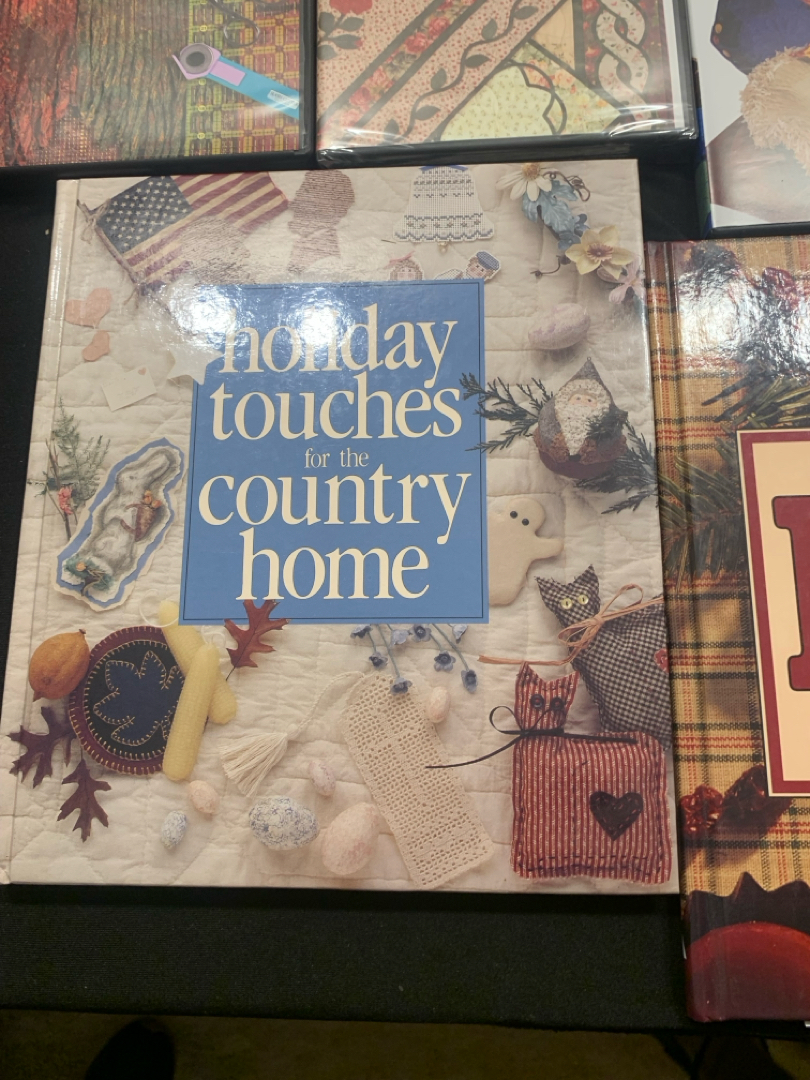 holiday
touches
for the
country
home